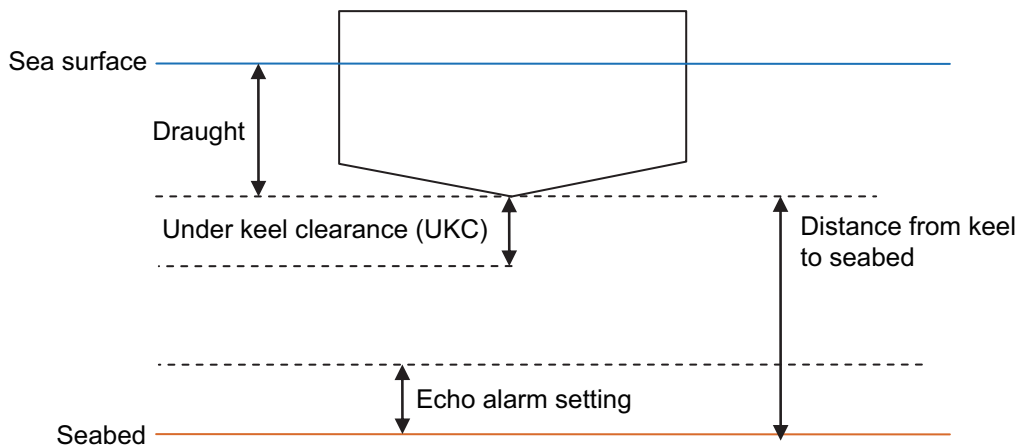 Sea surface
Draught
Under keel clearance (UKC)
Distance from keel
to seabed
Echo alarm setting
Seabed